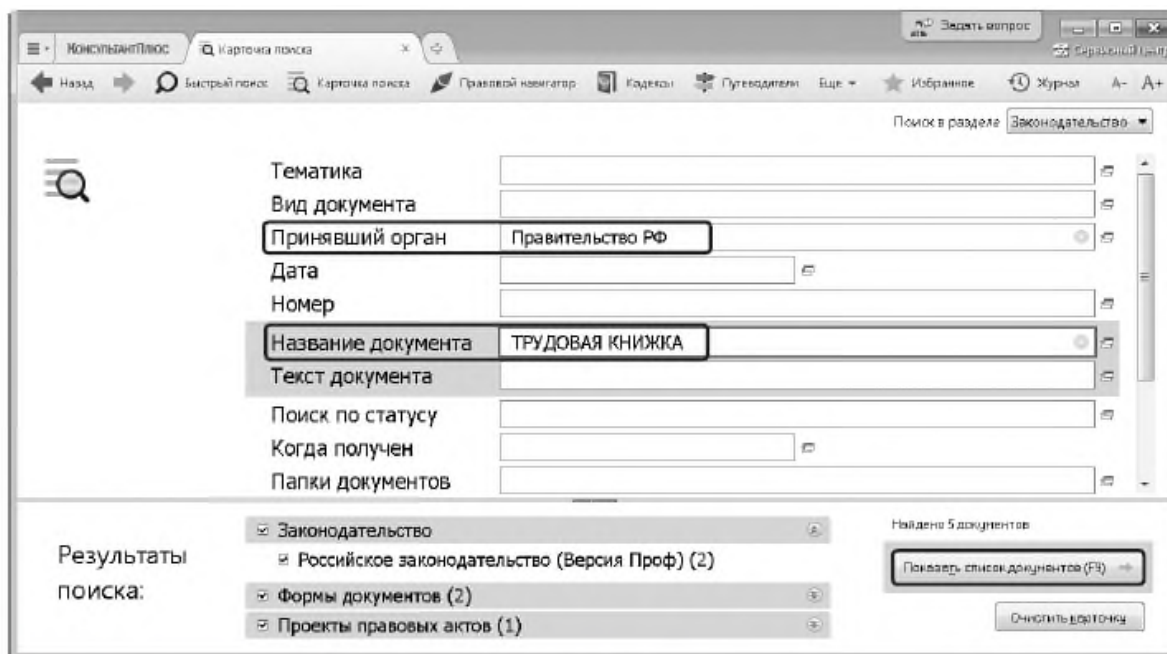 Задать вопрос
КонсультантПлюс Карточка поиска
Сервисный центр
Назад Быстрый поиск Карточка поиска Правовой навигатор Кодексы Путеводители Еще Избранное Журнал А- А+
Поиск в разделе Законодательство
Тематика
Вид документа
Принявший орган Правительство РФ
Дата
Номер
Название документа ТРУДОВАЯ КНИЖКА
Текст документа
Поиск по статусу
Когда получен
Папки документов
Результаты поиска:
Законодательство
Российское законодательство (Версия Проф) (2)
Формы документов (2)
Проекты правовых актов (1)
Найдено 5 документов
Показать список документов (F9)
Очистить карточку